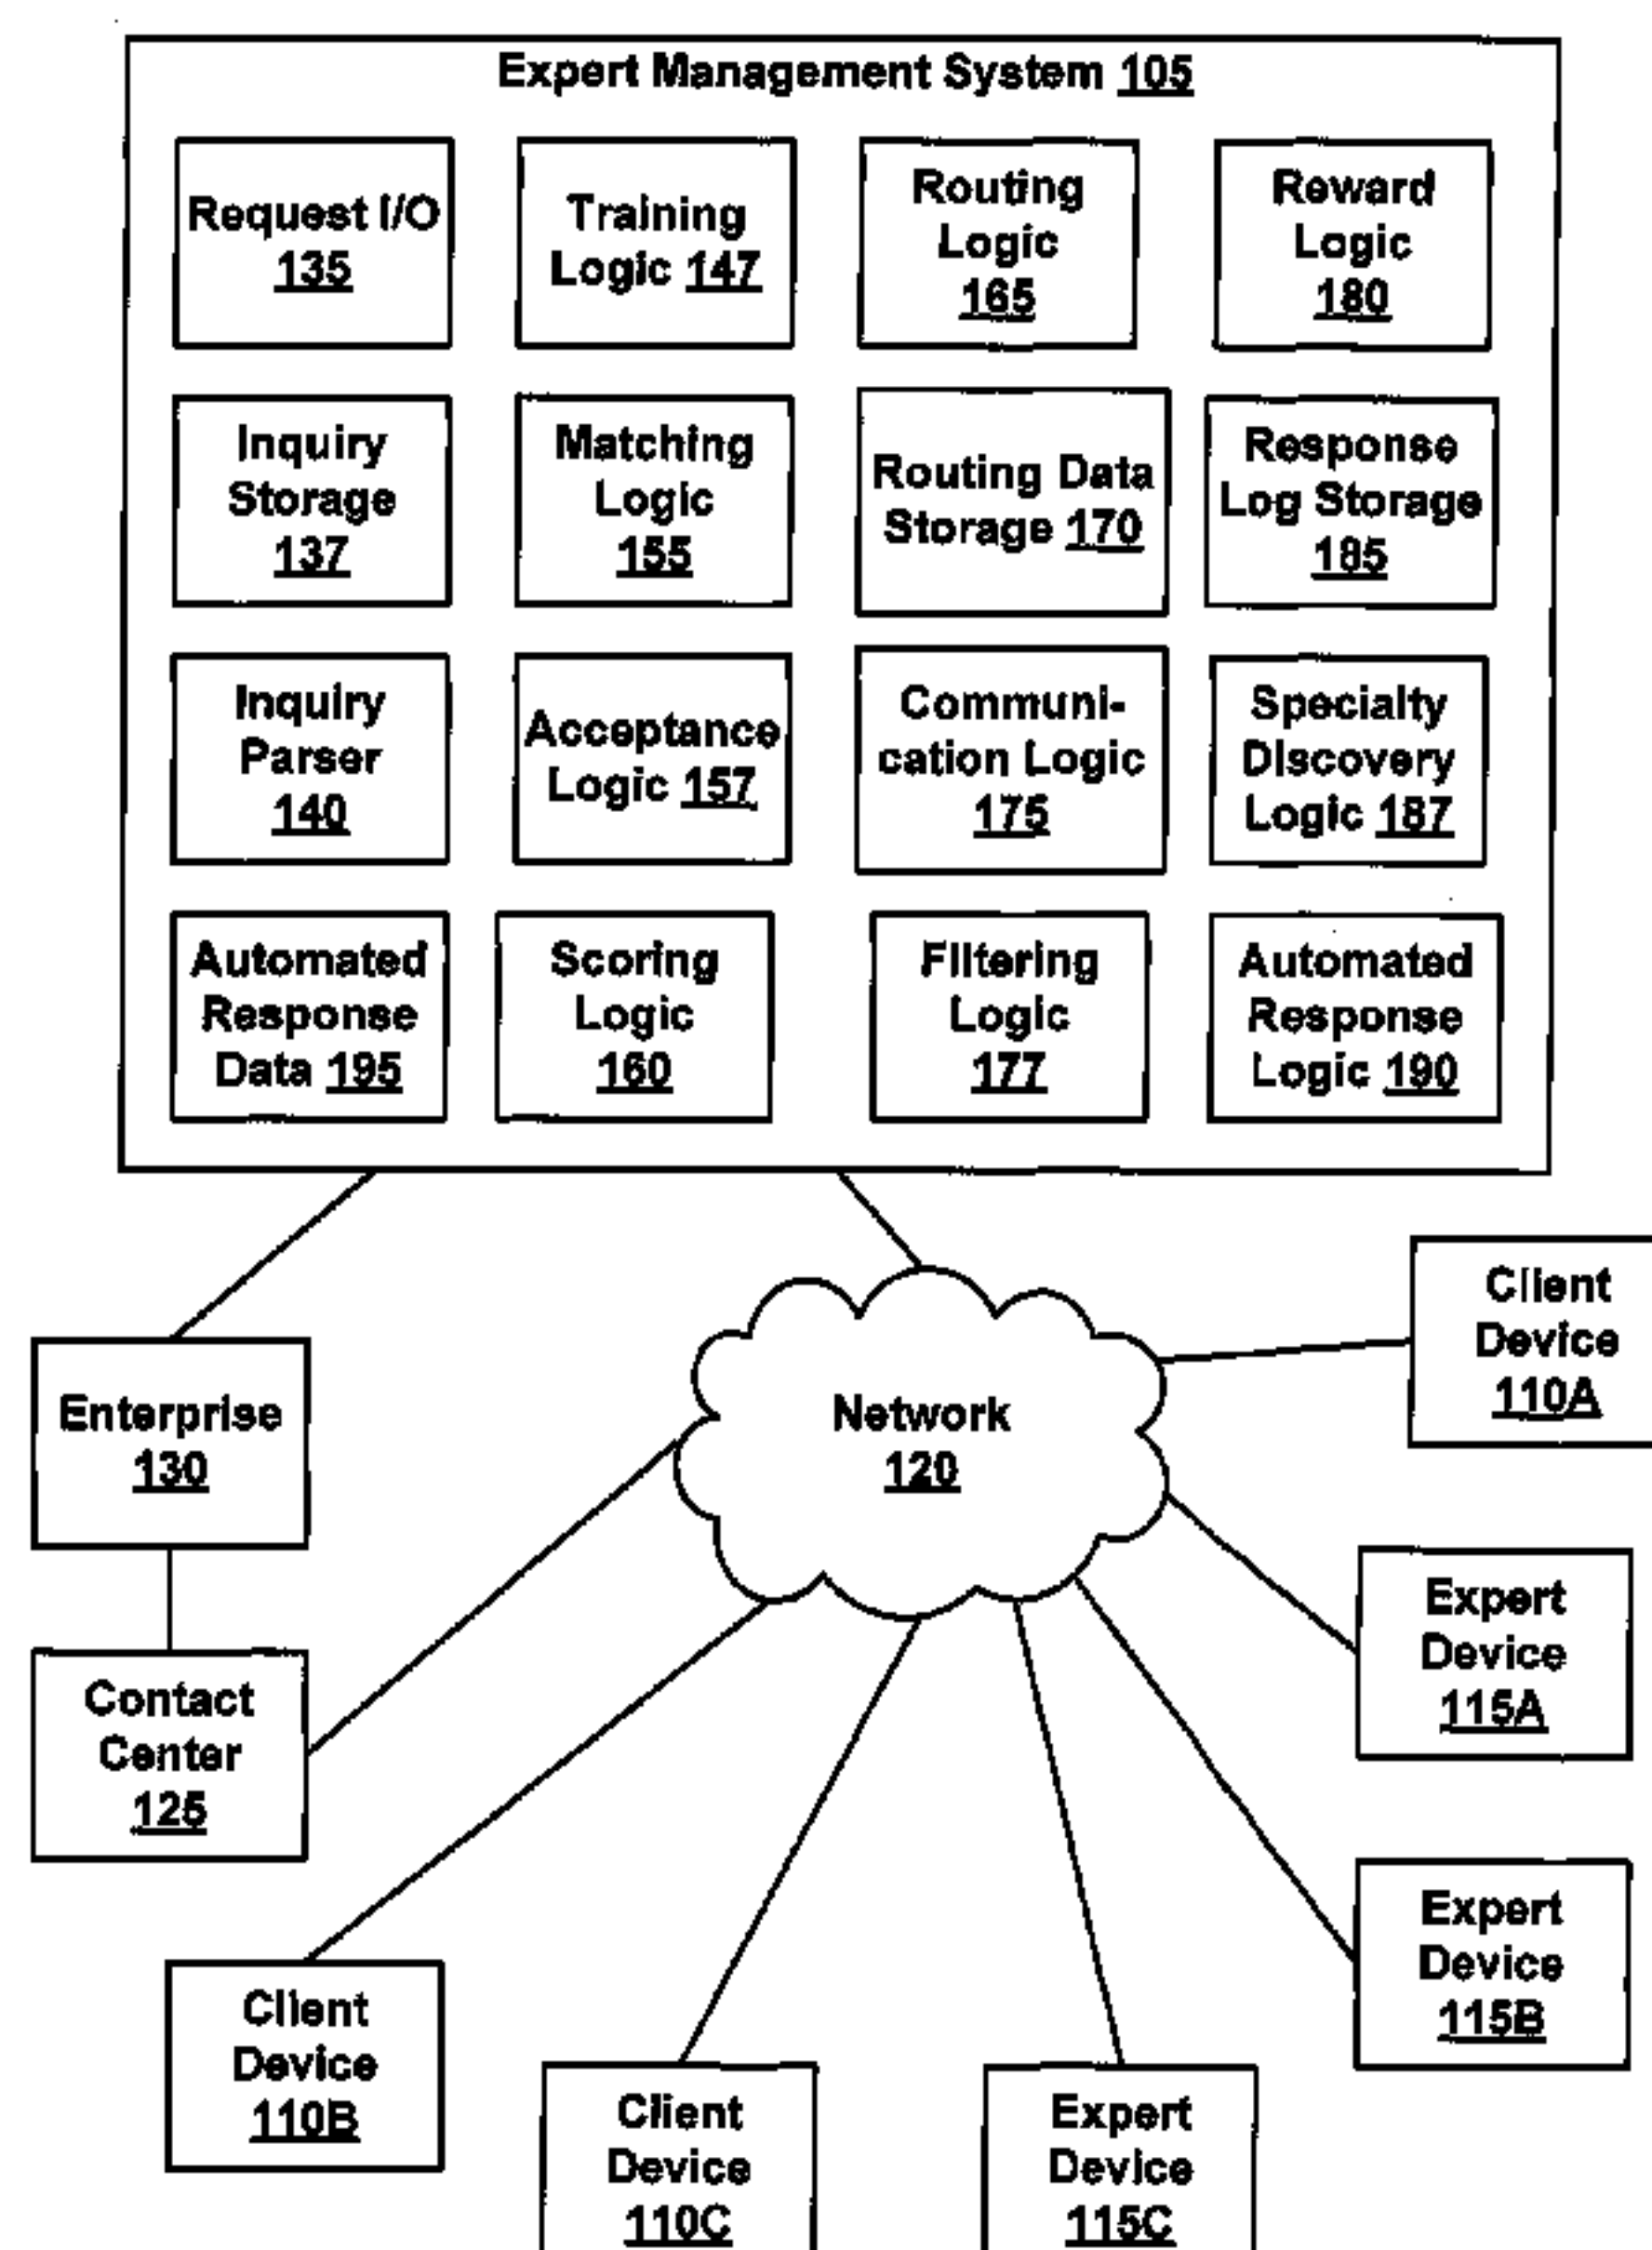 Expert Management System 105
Request I/O
135
Training
Logic 147
Routing
Logic
165
Reward
Logic
180
Inquiry
Storage
137
Matching
Logic
155
Routing Data
Storage 170
Response
Log Storage
185
Inquiry
Parser
140
Acceptance
Logic 157
Communi-
cation Logic
175
Specialty
Discovery
Logic 187
Automated
Response
Data 195
Scoring
Logic
160
Filtering
Logic
177
Automated
Response
Logic 190
Client
Device
110A
Enterprise
130
Network
120
Expert
Device
115A
Contact
Center
125
Expert
Device
115B
Client
Device
110B
Client
Device
110C
Expert
Device
115C